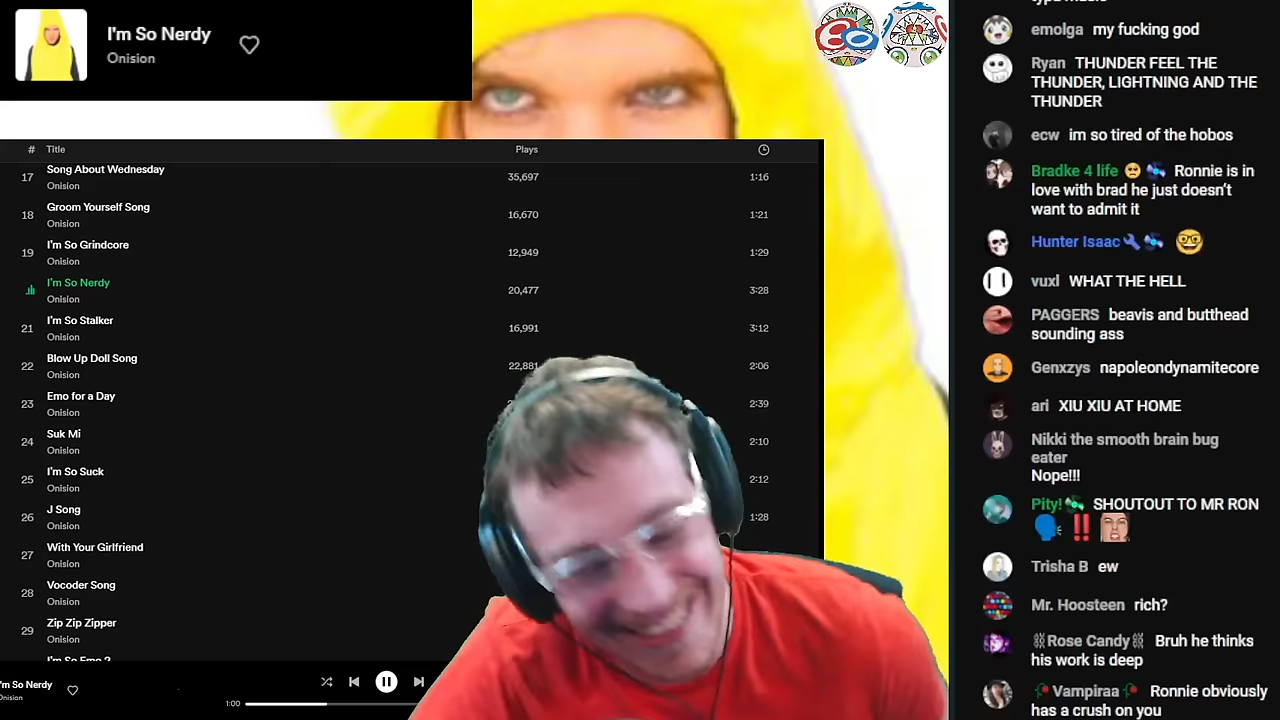 I'm So Nerdy
Onision
# Title Plays
17 Song About Wednesday 35,697 1:16
Onision
18 Groom Yourself Song 16,670 1:21
Onision
19 I'm So Grindcore 12,949 1:29
Onision
I'm So Nerdy 20,477 3:28
Onision
21 I'm So Stalker 16,991 3:12
Onision
22 Blow Up Doll Song 22,881 2:06
Onision
23 Emo for a Day 2:39
Onision
24 Suk Mi 2:10
Onision
25 I'm So Suck 2:12
Onision
26 J Song 1:28
Onision
27 With Your Girlfriend
Onision
28 Vocoder Song
Onision
29 Zip Zip Zipper
Onision
I'm So Emo 2
'm So Nerdy
Onision
1:00
emolga my fucking god
Ryan THUNDER FEEL THE
THUNDER, LIGHTNING AND THE
THUNDER
ecw im so tired of the hobos
Bradke 4 life Ronnie is in
love with brad he just doesn't
want to admit it
Hunter Isaac
vuxl WHAT THE HELL
PAGGERS beavis and butthead
sounding ass
Genxzys napoleondynamitecore
ari XIU XIU AT HOME
Nikki the smooth brain bug
eater
Nope!!!
Pity! SHOUTOUT TO MR RON
Trisha B ew
Mr. Hoosteen rich?
Rose Candy Bruh he thinks
his work is deep
Vampiraa Ronnie obviously
has a crush on you